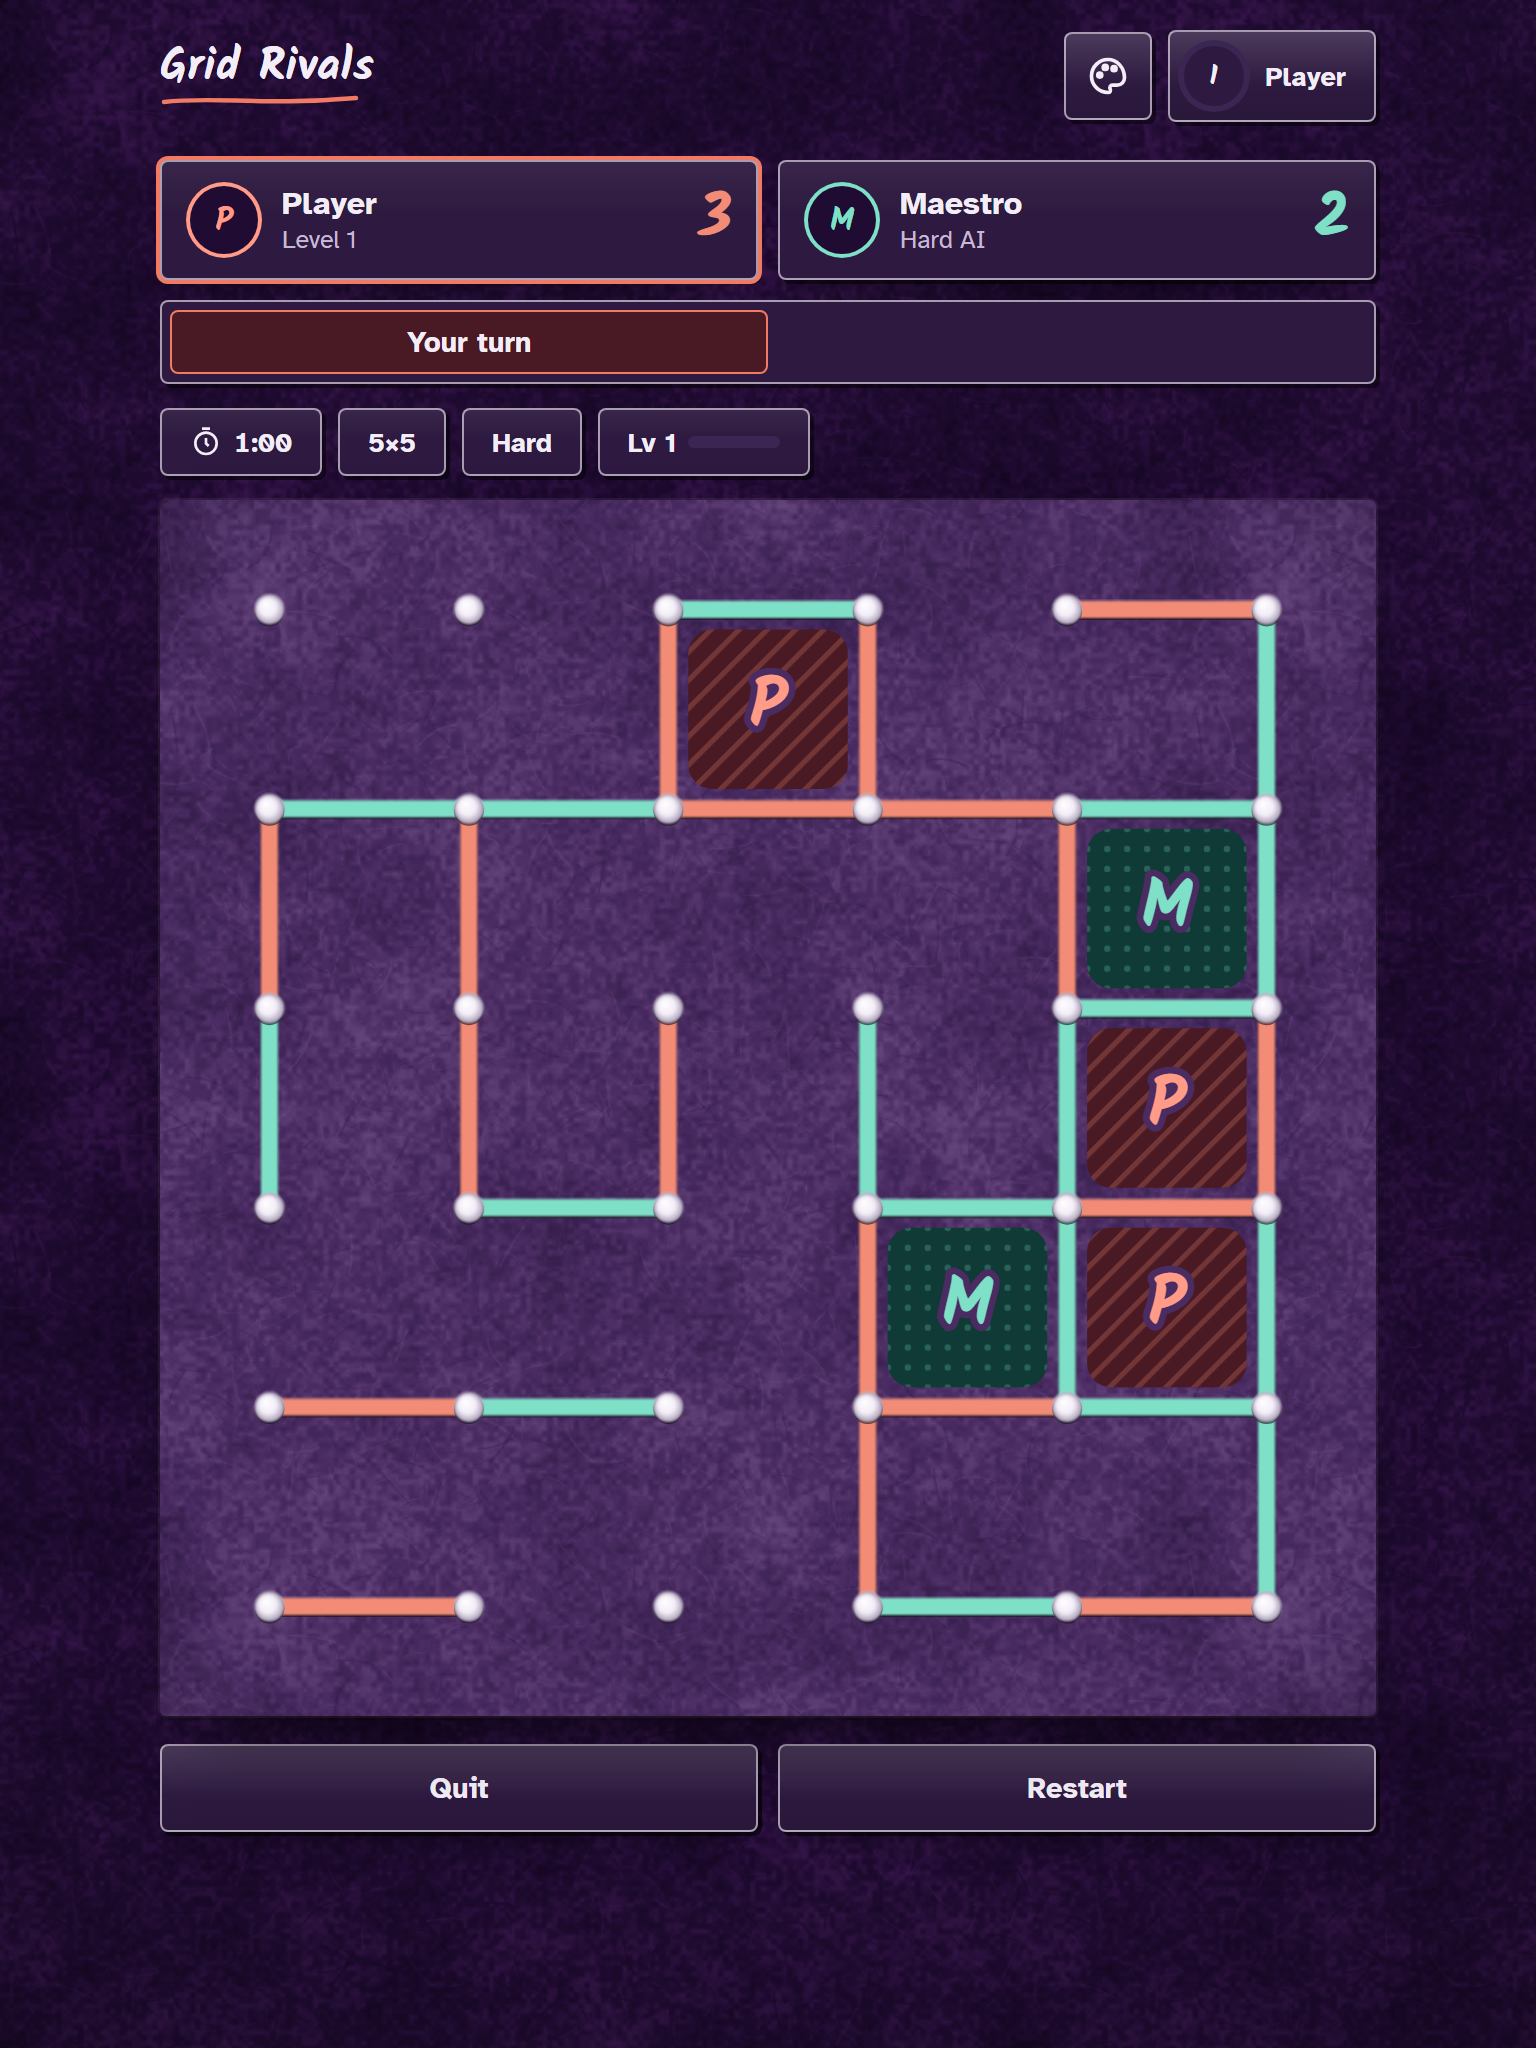 Grid Rivals
1 Player
P Player 3
Level 1
M Maestro 2
Hard AI
Your turn
1:00 5×5 Hard Lv 1
P
M
P
M P
Quit Restart